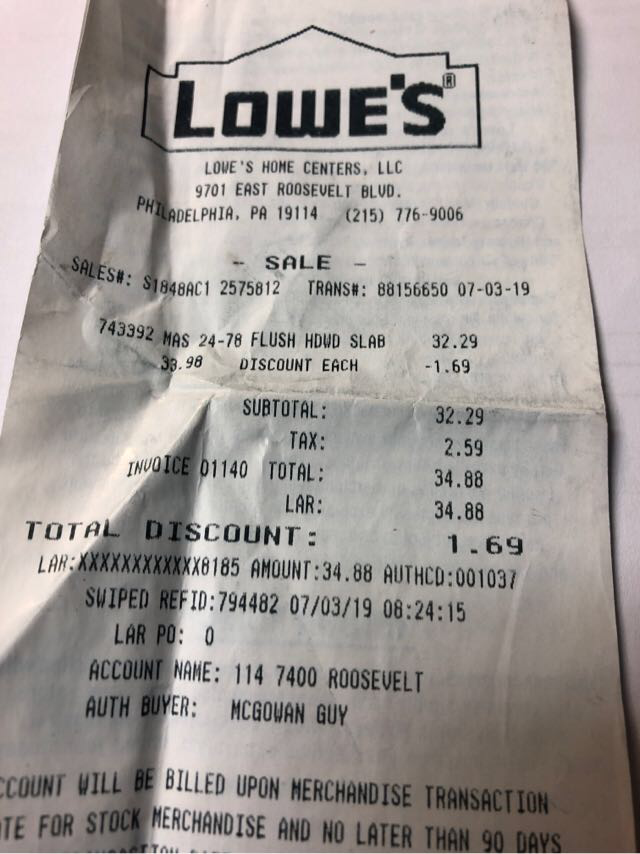 LOWE'S®
LOWE'S HOME CENTERS, LLC
9701 EAST ROOSEVELT BLVD.
PHILADELPHIA, PA 19114 (215) 776-9006
- SALE -
SALES#: S1848AC1 2575812 TRANS#: 88156650 07-03-19
743392 MAS 24-78 FLUSH HDWD SLAB 32.29
33.98 DISCOUNT EACH -1.69
SUBTOTAL: 32.29
TAX: 2.59
INVOICE 01140 TOTAL: 34.88
LAR: 34.88
TOTAL DISCOUNT: 1.69
LAR:XXXXXXXXXXXX8185 AMOUNT:34.88 AUTHCD:001037
SWIPED REFID:794482 07/03/19 08:24:15
LAR PO: 0
ACCOUNT NAME: 114 7400 ROOSEVELT
AUTH BUYER: MCGOWAN GUY
CCOUNT WILL BE BILLED UPON MERCHANDISE TRANSACTION
TE FOR STOCK MERCHANDISE AND NO LATER THAN 90 DAYS